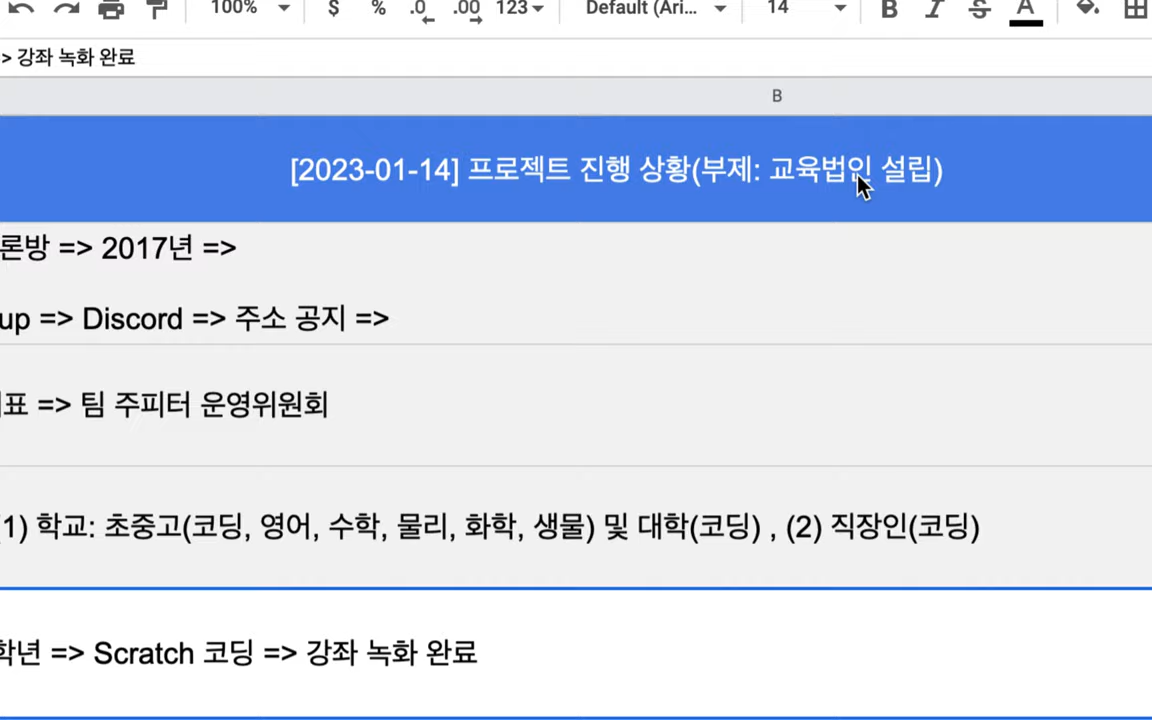 100% $ % .0 .00 123 Default (Ari... 14 B I S A
> 강좌 녹화 완료
B
[2023-01-14] 프로젝트 진행 상황(부제: 교육법인 설립)
론방 => 2017년 =>
up => Discord => 주소 공지 =>
표 => 팀 주피터 운영위원회
(1) 학교: 초중고(코딩, 영어, 수학, 물리, 화학, 생물) 및 대학(코딩) , (2) 직장인(코딩)
학년 => Scratch 코딩 => 강좌 녹화 완료